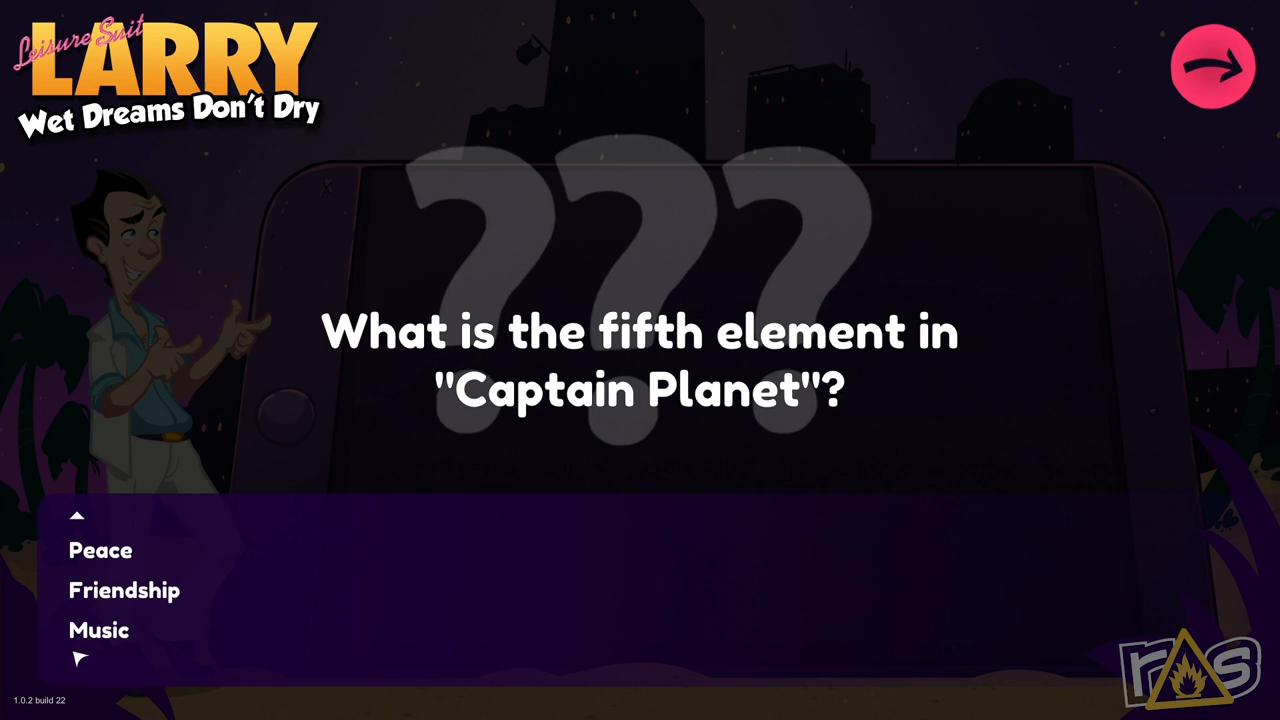 Leisure Suit
LARRY
Wet Dreams Don't Dry
???
What is the fifth element in
"Captain Planet"?
Peace
Friendship
Music
1.0.2 build 22
ras